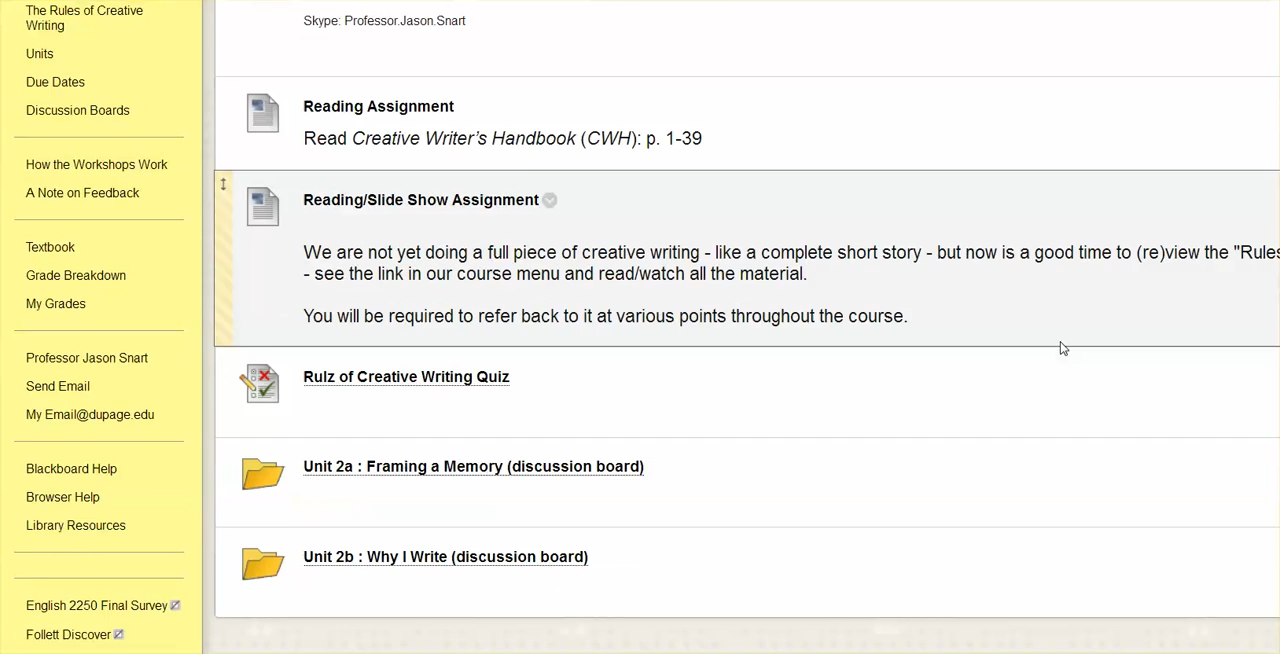 The Rules of Creative
Writing
Units
Due Dates
Discussion Boards
How the Workshops Work
A Note on Feedback
Textbook
Grade Breakdown
My Grades
Professor Jason Snart
Send Email
My Email@dupage.edu
Blackboard Help
Browser Help
Library Resources
English 2250 Final Survey
Follett Discover
Skype: Professor.Jason.Snart
Reading Assignment
Read Creative Writer's Handbook (CWH): p. 1-39
Reading/Slide Show Assignment
We are not yet doing a full piece of creative writing - like a complete short story - but now is a good time to (re)view the "Rules
- see the link in our course menu and read/watch all the material.
You will be required to refer back to it at various points throughout the course.
Rulz of Creative Writing Quiz
Unit 2a : Framing a Memory (discussion board)
Unit 2b : Why I Write (discussion board)